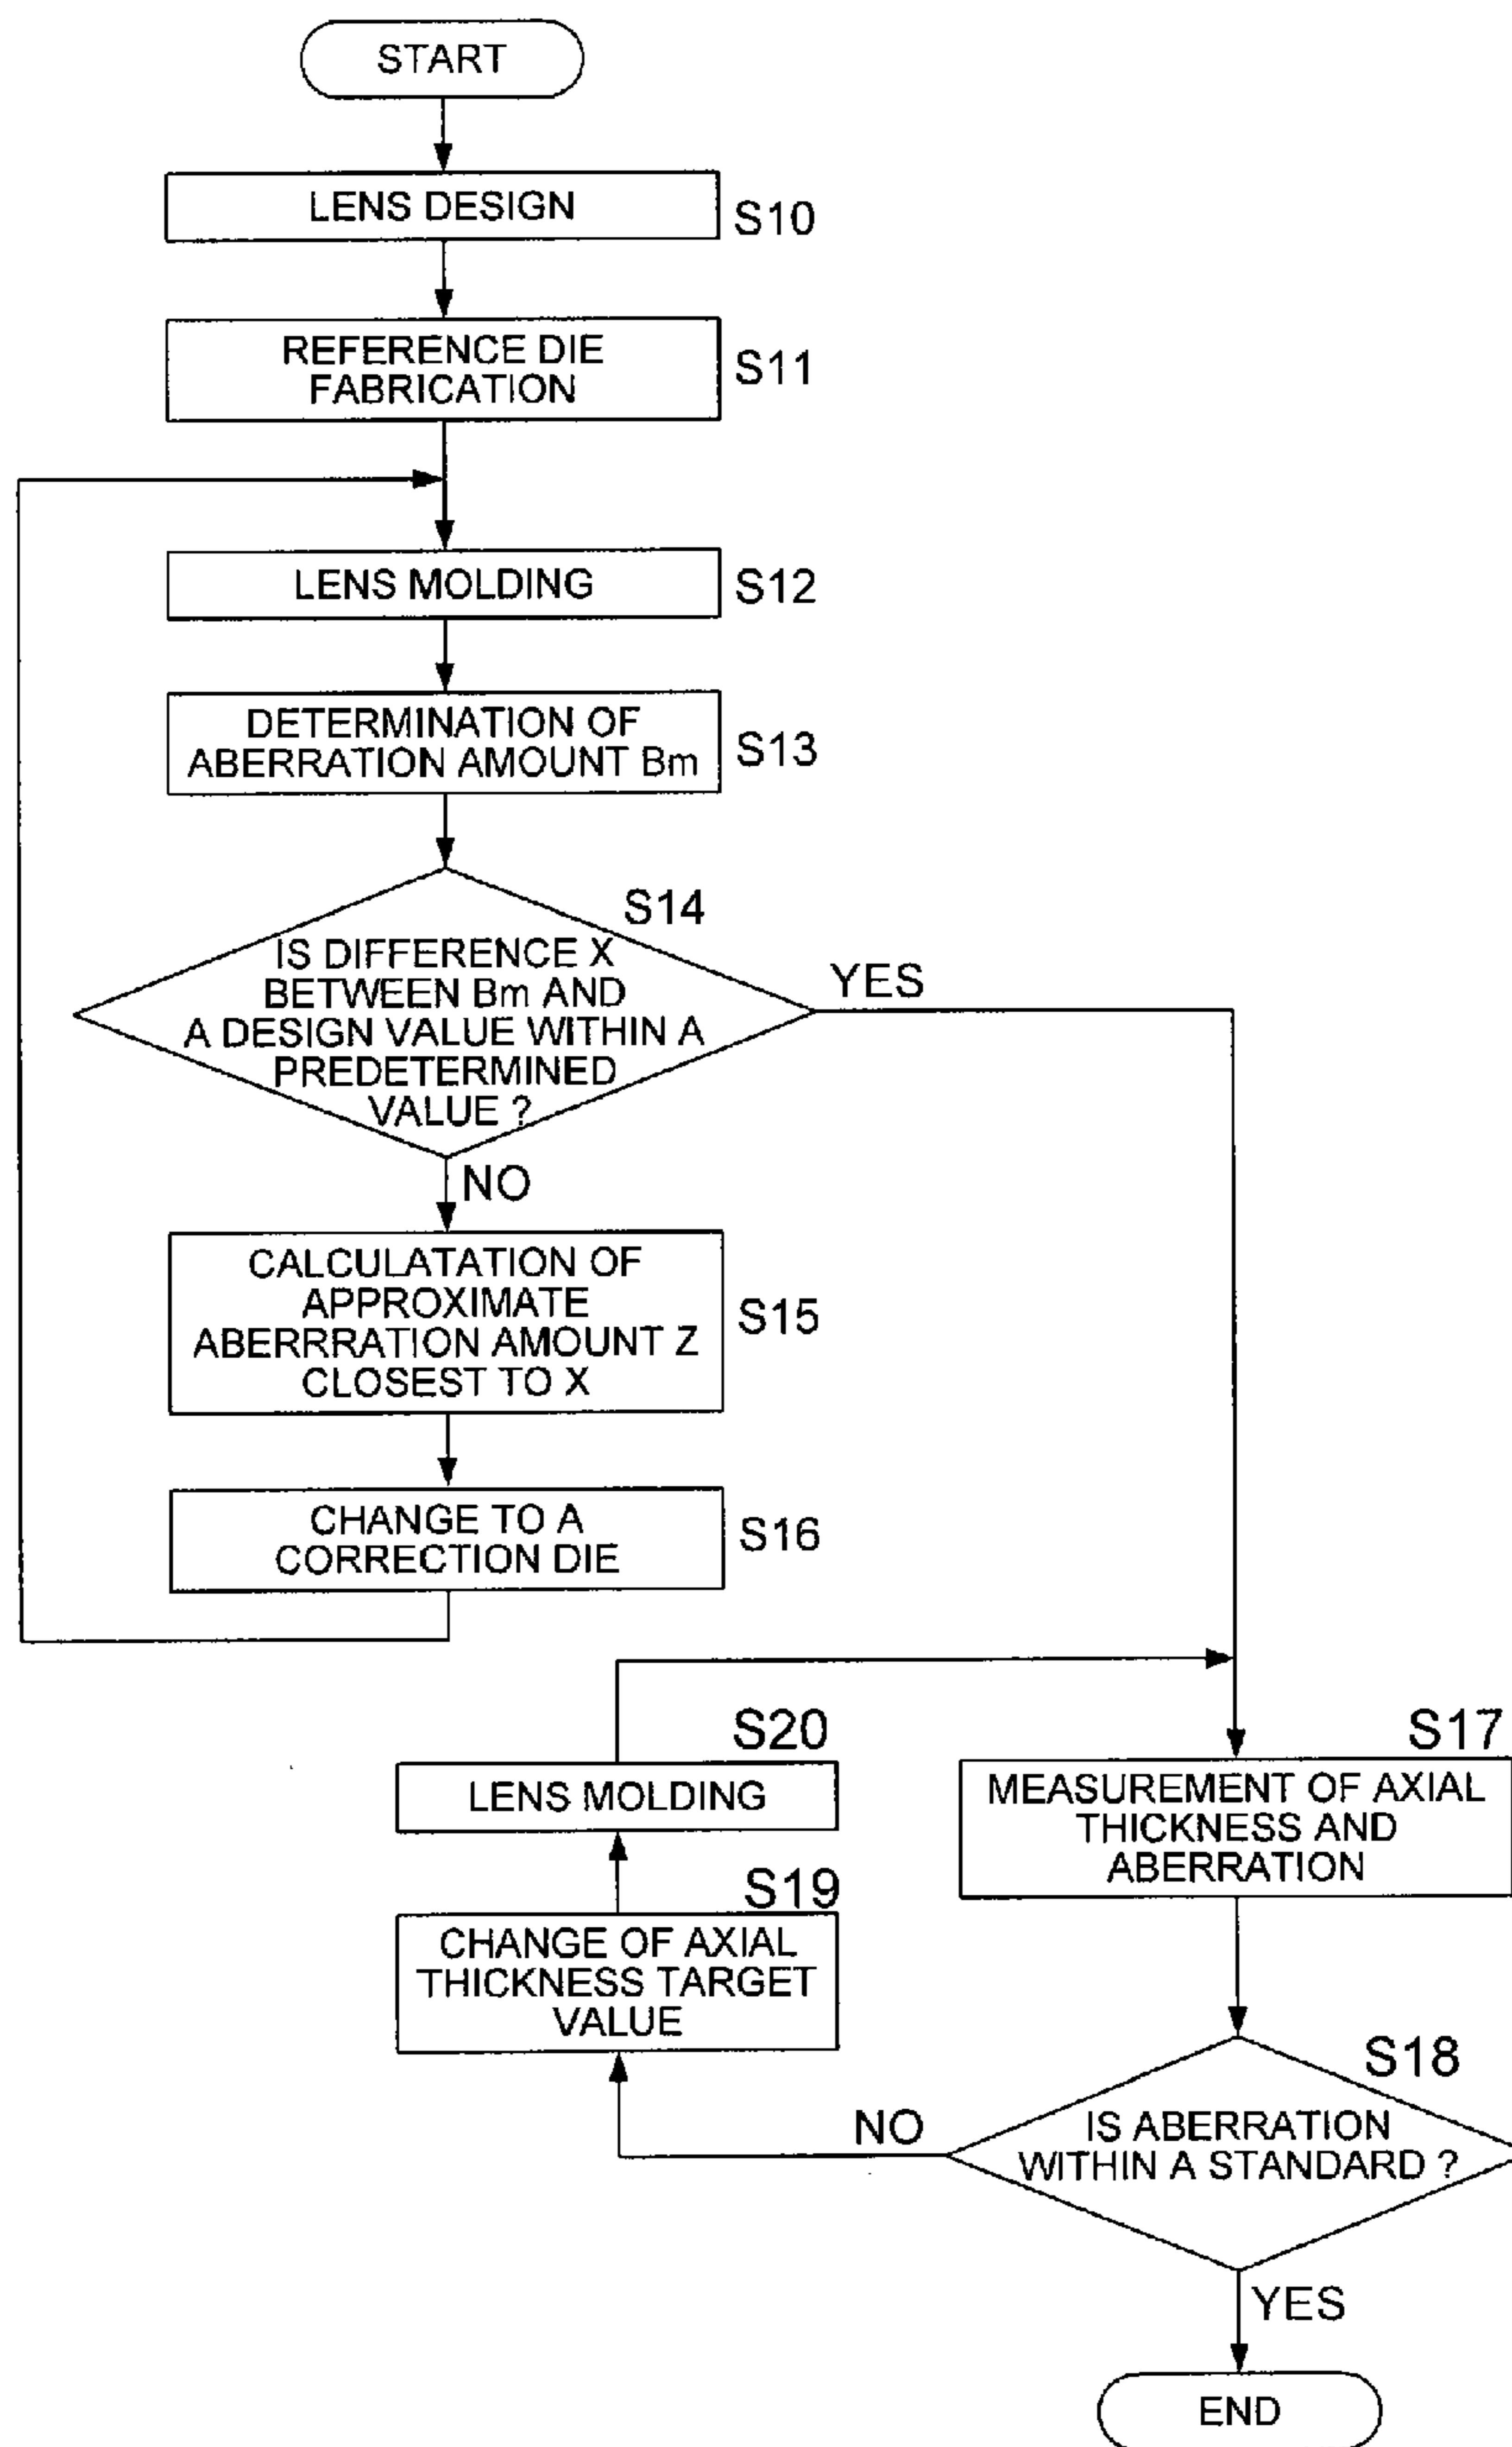 START
LENS DESIGN
S10
REFERENCE DIE
FABRICATION
S11
LENS MOLDING
S12
DETERMINATION OF
ABERRATION AMOUNT Bm
S13
S14
IS DIFFERENCE X
BETWEEN Bm AND
A DESIGN VALUE WITHIN A
PREDETERMINED
VALUE ?
YES
NO
CALCULATATION OF
APPROXIMATE
ABERRRATION AMOUNT Z
CLOSEST TO X
S15
CHANGE TO A
CORRECTION DIE
S16
S20
LENS MOLDING
S17
MEASUREMENT OF AXIAL
THICKNESS AND
ABERRATION
S19
CHANGE OF AXIAL
THICKNESS TARGET
VALUE
S18
IS ABERRATION
WITHIN A STANDARD ?
NO
YES
END